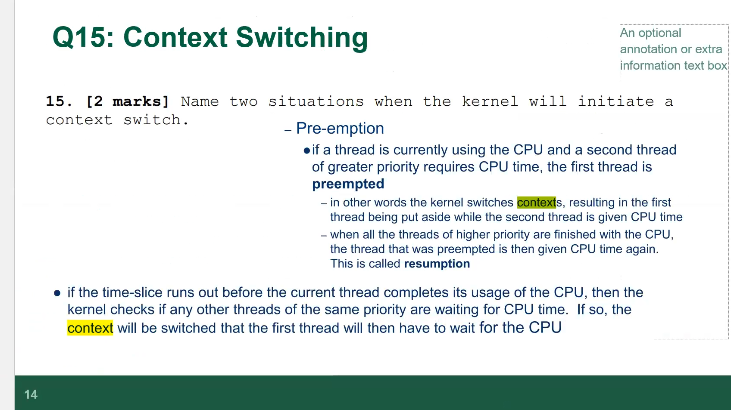 Q15: Context Switching
An optional
annotation or extra
information text box
15. [2 marks] Name two situations when the kernel will initiate a
context switch.
– Pre-emption
● if a thread is currently using the CPU and a second thread
of greater priority requires CPU time, the first thread is
preempted
– in other words the kernel switches contexts, resulting in the first
thread being put aside while the second thread is given CPU time
– when all the threads of higher priority are finished with the CPU,
the thread that was preempted is then given CPU time again.
This is called resumption
● if the time-slice runs out before the current thread completes its usage of the CPU, then the
kernel checks if any other threads of the same priority are waiting for CPU time. If so, the
context will be switched that the first thread will then have to wait for the CPU
14